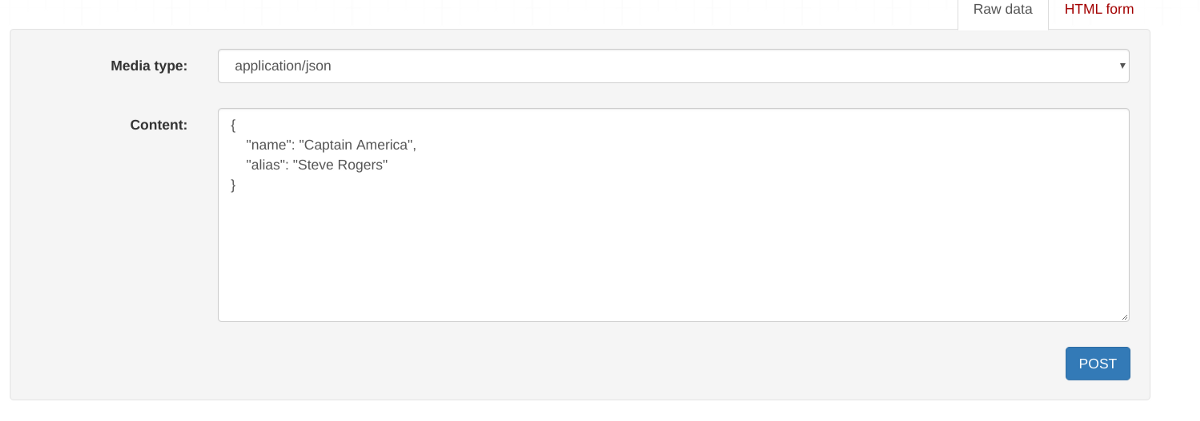 Raw data HTML form
Media type: application/json
Content: {
"name": "Captain America",
"alias": "Steve Rogers"
}
POST